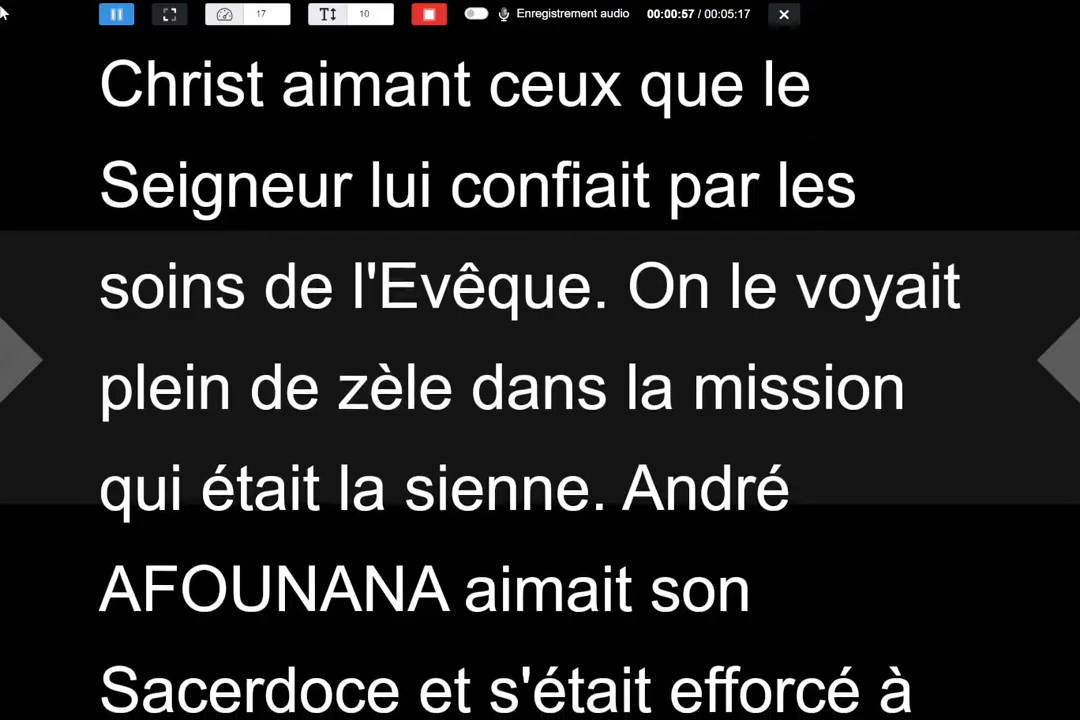 17 10 Enregistrement audio 00:00:57 / 00:05:17
Christ aimant ceux que le
Seigneur lui confiait par les
soins de l'Evêque. On le voyait
plein de zèle dans la mission
qui était la sienne. André
AFOUNANA aimait son
Sacerdoce et s'était efforcé à